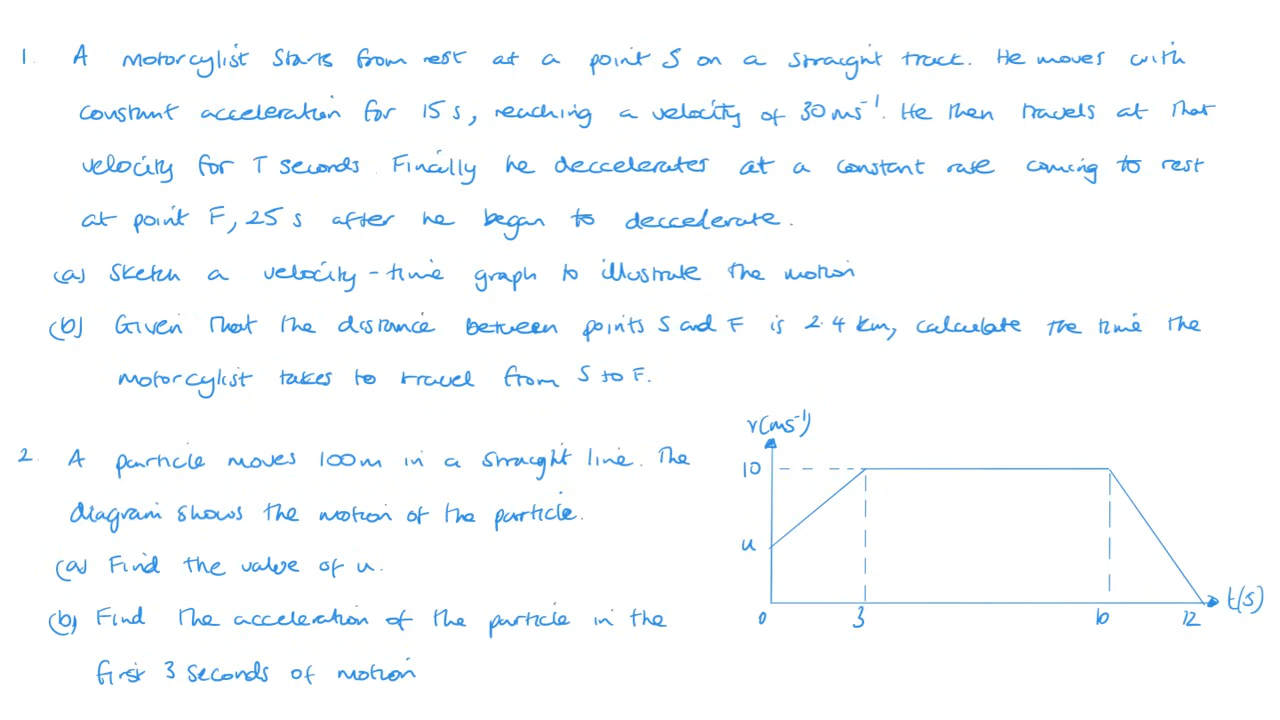 1. A motorcylist starts from rest at a point S on a straight track. He moves with
constant acceleration for 15 s, reaching a velocity of 30 ms⁻¹. He then travels at that
velocity for T seconds. Finally he deccelerates at a constant rate coming to rest
at point F, 25 s after he began to deccelerate.
(a) Sketch a velocity-time graph to illustrate the motion
(b) Given that the distance between points S and F is 2.4 km, calculate the time the
motorcylist takes to travel from S to F.
2. A particle moves 100m in a straight line. The
diagram shows the motion of the particle.
(a) Find the value of u.
(b) Find the acceleration of the particle in the
first 3 seconds of motion
v(ms⁻¹)
10
u
0 3 10 12 t(s)